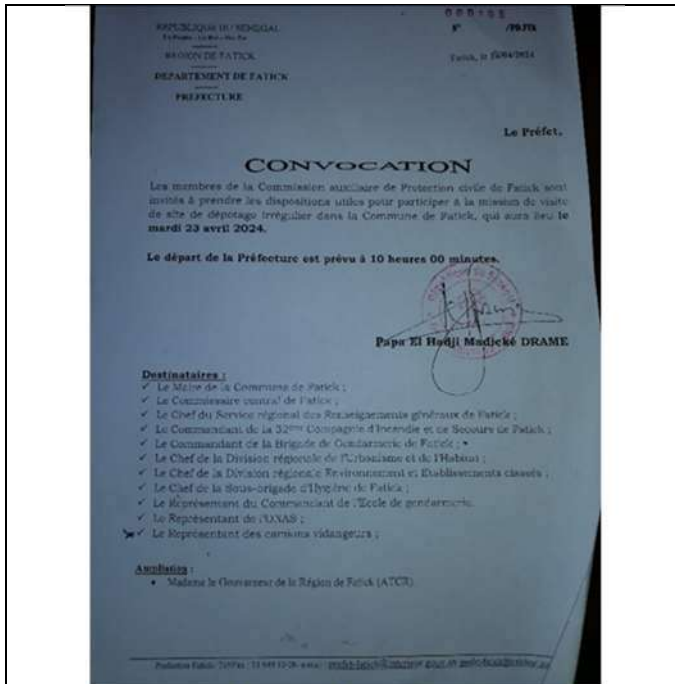 000105
REPUBLIQUE DU SENEGAL
N° /PD.FTK
REGION DE FATICK
Fatick, le
DEPARTEMENT DE FATICK
PREFECTURE
Le Préfet,
CONVOCATION
Les membres de la Commission auxiliaire de Protection civile de Fatick sont
invités à prendre les dispositions utiles pour participer à la mission de visite
de site de dépotage irrégulier dans la Commune de Fatick, qui aura lieu le
mardi 23 avril 2024.
Le départ de la Préfecture est prévu à 10 heures 00 minutes.
Papa El Hadji Madické DRAME
Destinataires :
✓ Le Maire de la Commune de Fatick ;
✓ Le Commissaire central de Fatick ;
✓ Le Chef du Service régional des Renseignements généraux de Fatick ;
✓ Le Commandant de la 32ème Compagnie d'Incendie et de Secours de Fatick ;
✓ Le Commandant de la Brigade de Gendarmerie de Fatick ;
✓ Le Chef de la Division régionale de l'Urbanisme et de l'Habitat ;
✓ Le Chef de la Division régionale Environnement et Etablissements classés ;
✓ Le Chef de la Sous-brigade d'Hygiène de Fatick ;
✓ Le Représentant du Commandant de l'Ecole de gendarmerie.
✓ Le Représentant de l'ONAS ;
✓ Le Représentant des camions vidangeurs ;
Ampliation :
• Madame le Gouverneur de la Région de Fatick (ATCR)